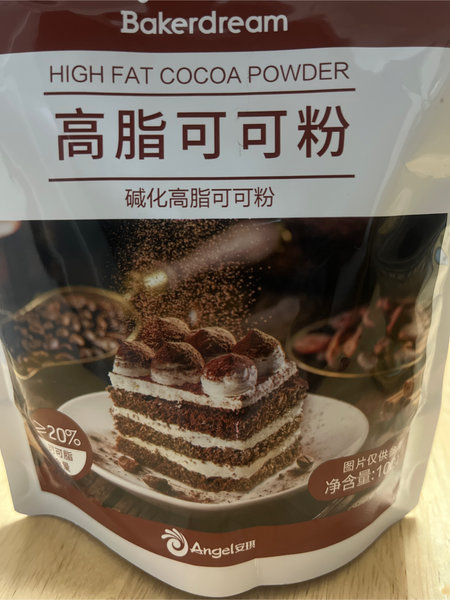 Bakerdream
HIGH FAT COCOA POWDER
高脂可可粉
碱化高脂可可粉
≥20%
可可脂
量
图片仅供
净含量:10
Angel安琪